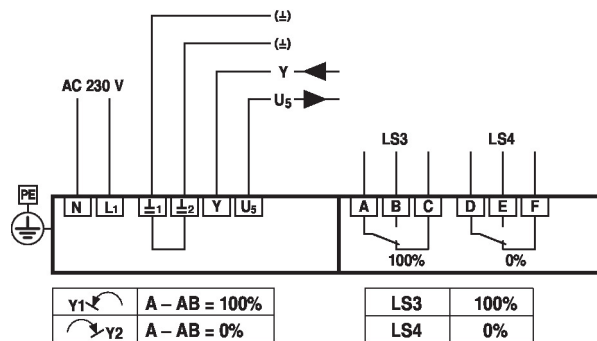 (⊥)
(⊥)
Y
U5
AC 230 V
LS3 LS4
PE
N L1 ⊥1 ⊥2 Y U5 A B C D E F
100% 0%
Y1 A – AB = 100%
Y2 A – AB = 0%
LS3 100%
LS4 0%